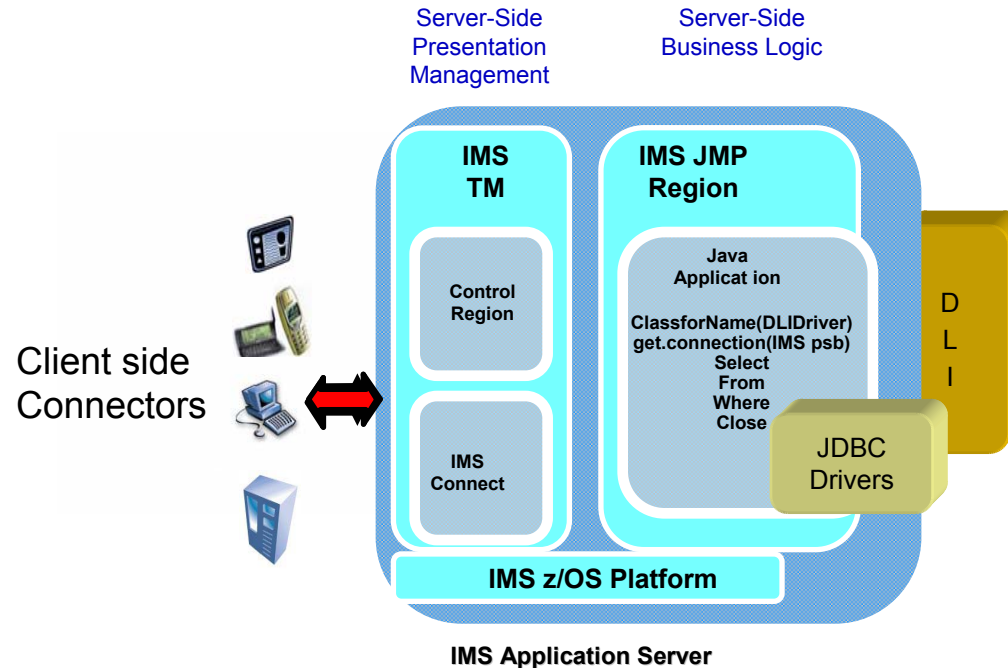 Server-Side
Presentation
Management
Server-Side
Business Logic
IMS
TM
IMS JMP
Region
Control
Region
IMS
Connect
Java
Applicat ion
ClassforName(DLIDriver)
get.connection(IMS psb)
Select
From
Where
Close
JDBC
Drivers
D
L
I
Client side
Connectors
IMS z/OS Platform
IMS Application Server